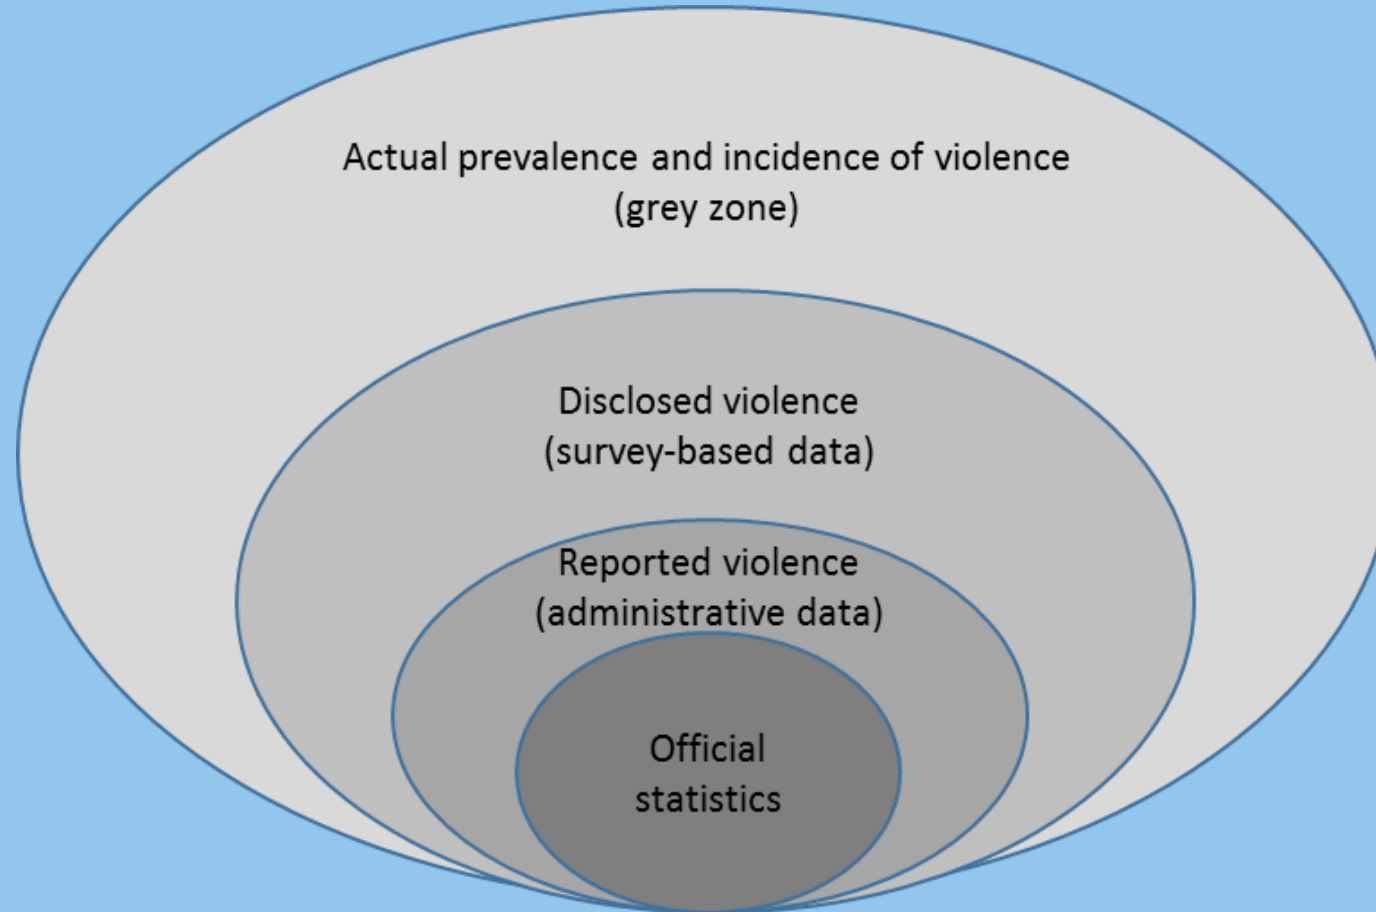 Actual prevalence and incidence of violence
(grey zone)
Disclosed violence
(survey-based data)
Reported violence
(administrative data)
Official
statistics